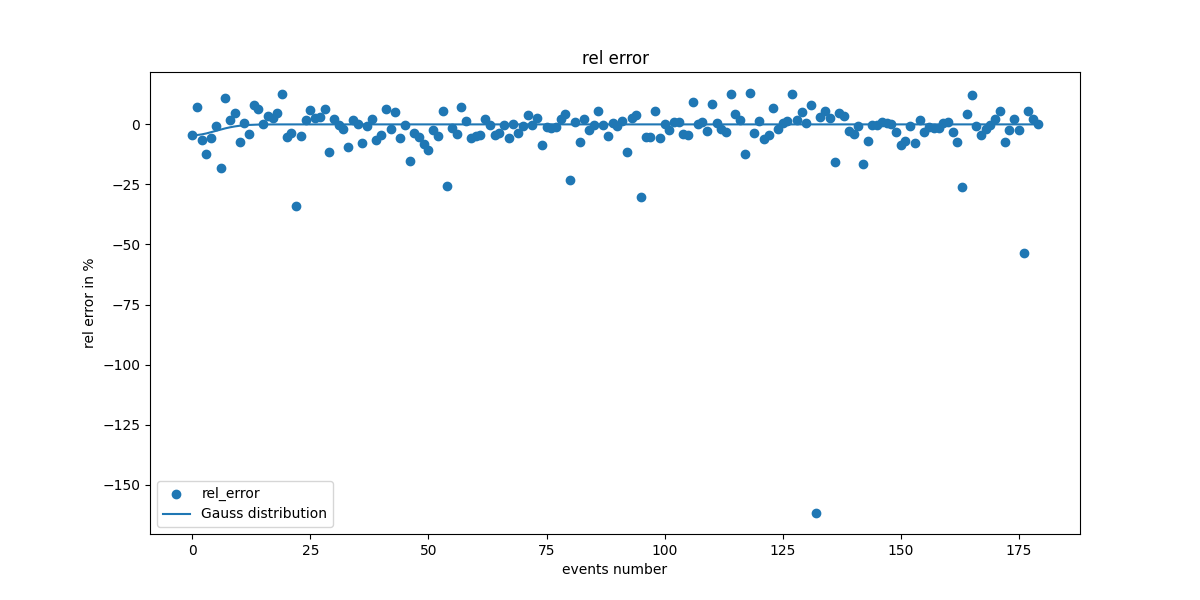 rel error
0
−25
−50
−75
−100
−125
−150
rel error in %
rel_error
Gauss distribution
0 25 50 75 100 125 150 175
events number